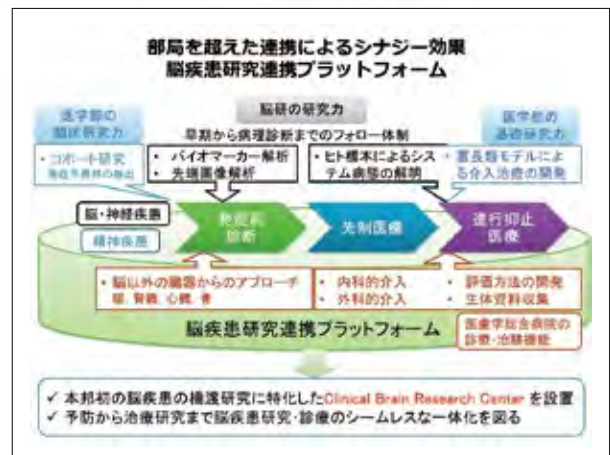 部局を超えた連携によるシナジー効果
脳疾患研究連携プラットフォーム
医学部の
臨床研究力
脳研の研究力
医学部の
基礎研究力
早期から病理診断までのフォロー体制
・コホート研究
・バイオマーカー解析
・先端画像解析
・ヒト標本によるシス
テム病態の解明
・霊長類モデルによ
る介入治療の開発
脳・神経疾患
精神疾患
発症前
診断
先制医療
進行抑止
医療
・脳以外の臓器からのアプローチ
腎臓、心臓、骨
・内科的介入
・外科的介入
・評価方法の開発
・生体資料収集
脳疾患研究連携プラットフォーム
医歯学総合病院の
診療・治験機能
✓ 本邦初の脳疾患の橋渡研究に特化したClinical Brain Research Center を設置
✓ 予防から治療研究まで脳疾患研究・診療のシームレスな一体化を図る